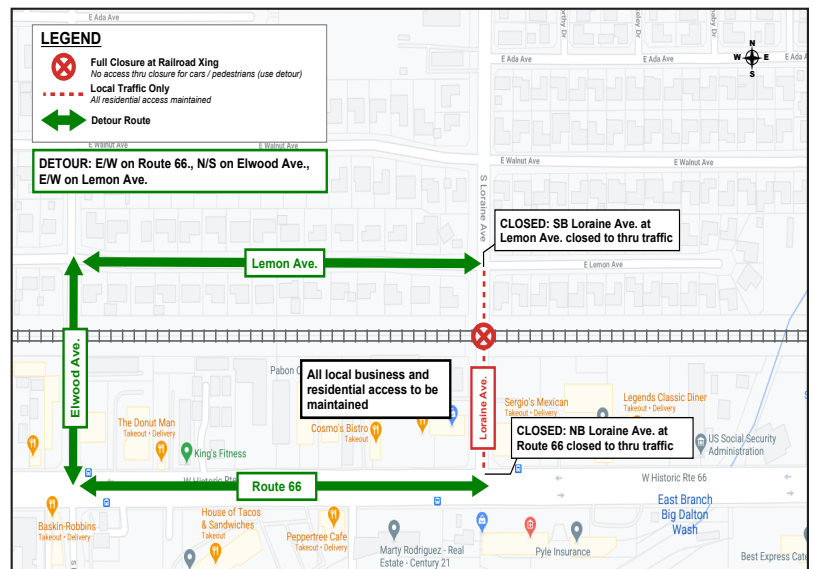 E Ada Ave
E Ada Ave
E Ada Ave
E Ada A
LEGEND
Full Closure at Railroad Xing
No access thru closure for cars / pedestrians (use detour)
Local Traffic Only
All residential access maintained
Detour Route
N
W E
S
E Walnut Ave
E Walnut Ave
E Walnut Ave
DETOUR: E/W on Route 66., N/S on Elwood Ave.,
E/W on Lemon Ave.
S Loraine Ave
CLOSED: SB Loraine Ave. at
Lemon Ave. closed to thru traffic
Lemon Ave.
E Lemon Ave
Elwood Ave.
Pabon
All local business and
residential access to be
maintained
Loraine Ave.
Sergio's Mexican
Takeout • Delivery
Legends Classic Diner
Takeout • Delivery
The Donut Man
Takeout • Delivery
King's Fitness
Cosmo's Bistro
Takeout
CLOSED: NB Loraine Ave. at
Route 66 closed to thru traffic
US Social Security
Administration
W Historic Rte
Route 66
W Historic Rte 66
East Branch
Big Dalton
Wash
Baskin-Robbins
Takeout • Delivery
House of Tacos
& Sandwiches
Takeout
Peppertree Cafe
Takeout • Delivery
Marty Rodriguez - Real
Estate - Century 21
Pyle Insurance
Best Express Cate